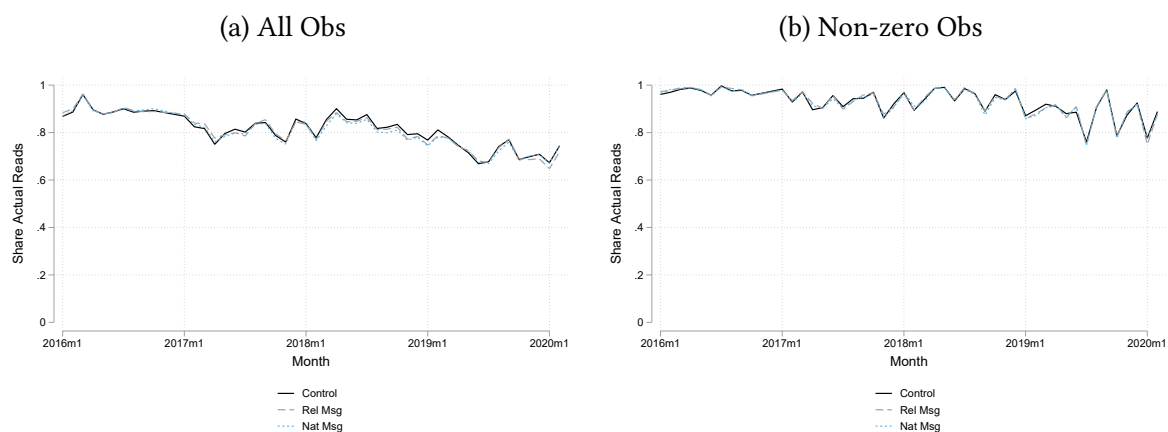 (a) All Obs
Share Actual Reads
1
.8
.6
.4
.2
0
2016m1 2017m1 2018m1 2019m1 2020m1
Month
Control
Rel Msg
Nat Msg
(b) Non-zero Obs
Share Actual Reads
1
.8
.6
.4
.2
0
2016m1 2017m1 2018m1 2019m1 2020m1
Month
Control
Rel Msg
Nat Msg